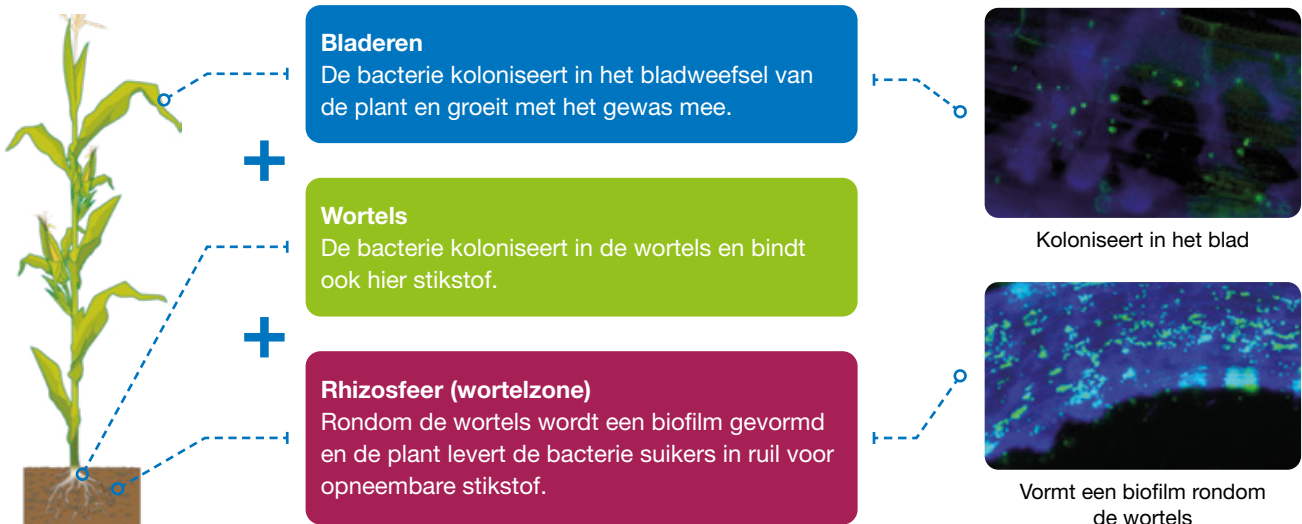 Bladeren
De bacterie koloniseert in het bladweefsel van
de plant en groeit met het gewas mee.
Koloniseert in het blad
Wortels
De bacterie koloniseert in de wortels en bindt
ook hier stikstof.
Rhizosfeer (wortelzone)
Rondom de wortels wordt een biofilm gevormd
en de plant levert de bacterie suikers in ruil voor
opneembare stikstof.
Vormt een biofilm rondom
de wortels